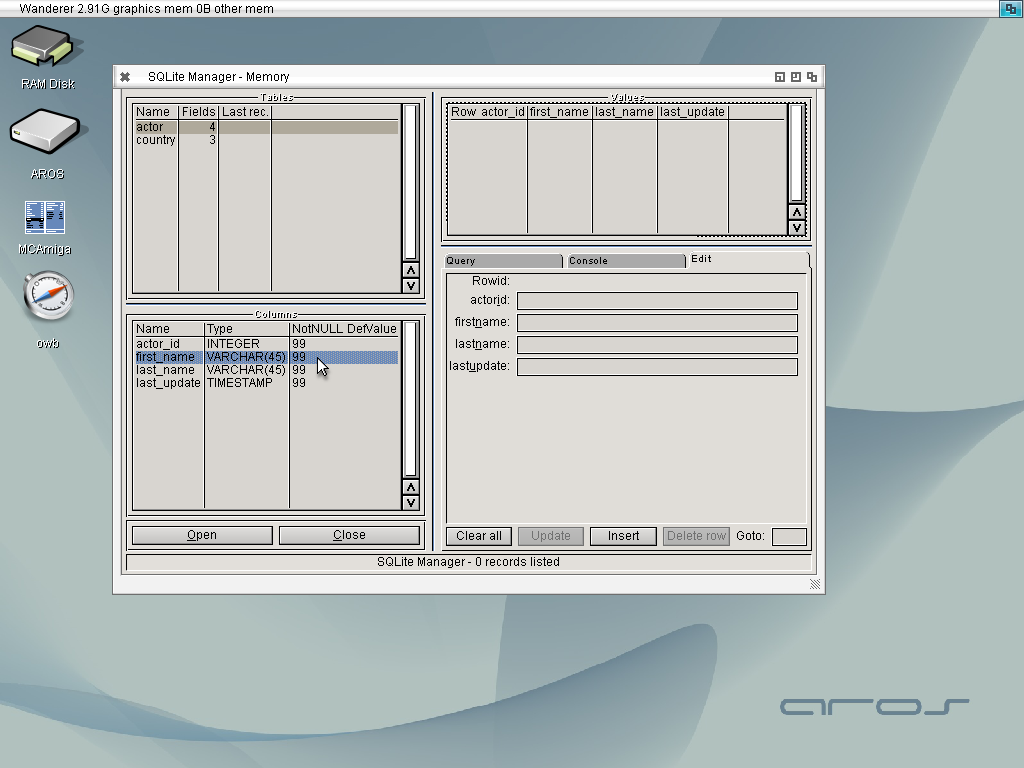 Wanderer 2.91G graphics mem 0B other mem
RAM Disk
AROS
MCAmiga
owb
SQLite Manager - Memory
Tables
Name Fields Last rec.
actor 4
country 3
Columns
Name Type NotNULL DefValue
actor_id INTEGER 99
first_name VARCHAR(45) 99
last_name VARCHAR(45) 99
last_update TIMESTAMP 99
Open Close
Values
Row actor_id first_name last_name last_update
Query Console Edit
Rowid:
actorid:
firstname:
lastname:
lastupdate:
Clear all Update Insert Delete row Goto:
SQLite Manager - 0 records listed
aros